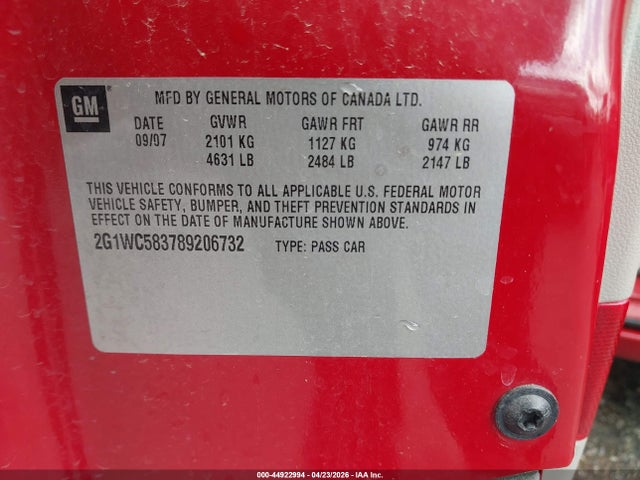 GM
MFD BY GENERAL MOTORS OF CANADA LTD.
DATE GVWR GAWR FRT GAWR RR
09/07 2101 KG 1127 KG 974 KG
4631 LB 2484 LB 2147 LB
THIS VEHICLE CONFORMS TO ALL APPLICABLE U.S. FEDERAL MOTOR
VEHICLE SAFETY, BUMPER, AND THEFT PREVENTION STANDARDS IN
EFFECT ON THE DATE OF MANUFACTURE SHOWN ABOVE.
2G1WC583789206732 TYPE: PASS CAR
000-44922994 - 04/23/2026 - IAA Inc.